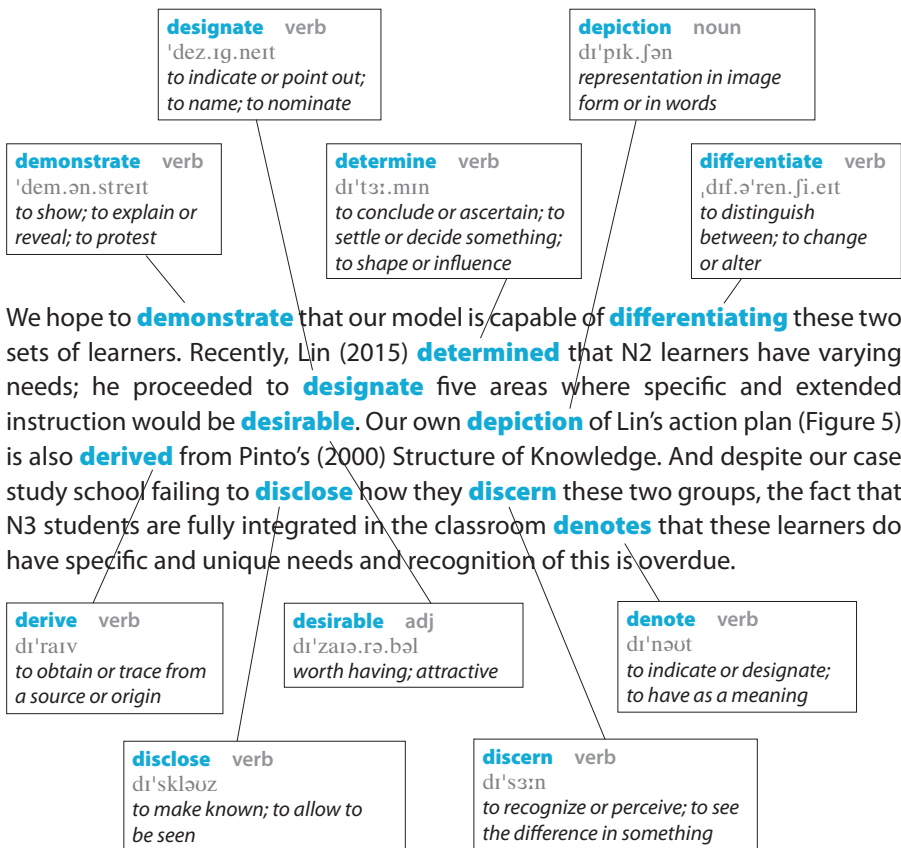 designate verb
ˈdez.ɪɡ.neɪt
to indicate or point out;
to name; to nominate
depiction noun
dɪˈpɪk.ʃən
representation in image
form or in words
demonstrate verb
ˈdem.ən.streɪt
to show; to explain or
reveal; to protest
determine verb
dɪˈtɜː.mɪn
to conclude or ascertain; to
settle or decide something;
to shape or influence
differentiate verb
ˌdɪf.əˈren.ʃi.eɪt
to distinguish
between; to change
or alter
We hope to demonstrate that our model is capable of differentiating these two
sets of learners. Recently, Lin (2015) determined that N2 learners have varying
needs; he proceeded to designate five areas where specific and extended
instruction would be desirable. Our own depiction of Lin’s action plan (Figure 5)
is also derived from Pinto’s (2000) Structure of Knowledge. And despite our case
study school failing to disclose how they discern these two groups, the fact that
N3 students are fully integrated in the classroom denotes that these learners do
have specific and unique needs and recognition of this is overdue.
derive verb
dɪˈraɪv
to obtain or trace from
a source or origin
desirable adj
dɪˈzaɪə.rə.bəl
worth having; attractive
denote verb
dɪˈnəʊt
to indicate or designate;
to have as a meaning
disclose verb
dɪˈskləʊz
to make known; to allow to
be seen
discern verb
dɪˈsɜːn
to recognize or perceive; to see
the difference in something